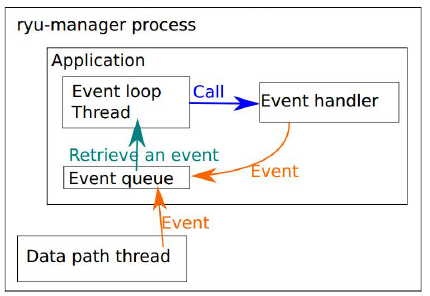 ryu-manager process
Application
Event loop
Thread
Call
Event handler
Retrieve an event
Event queue
Event
Event
Data path thread